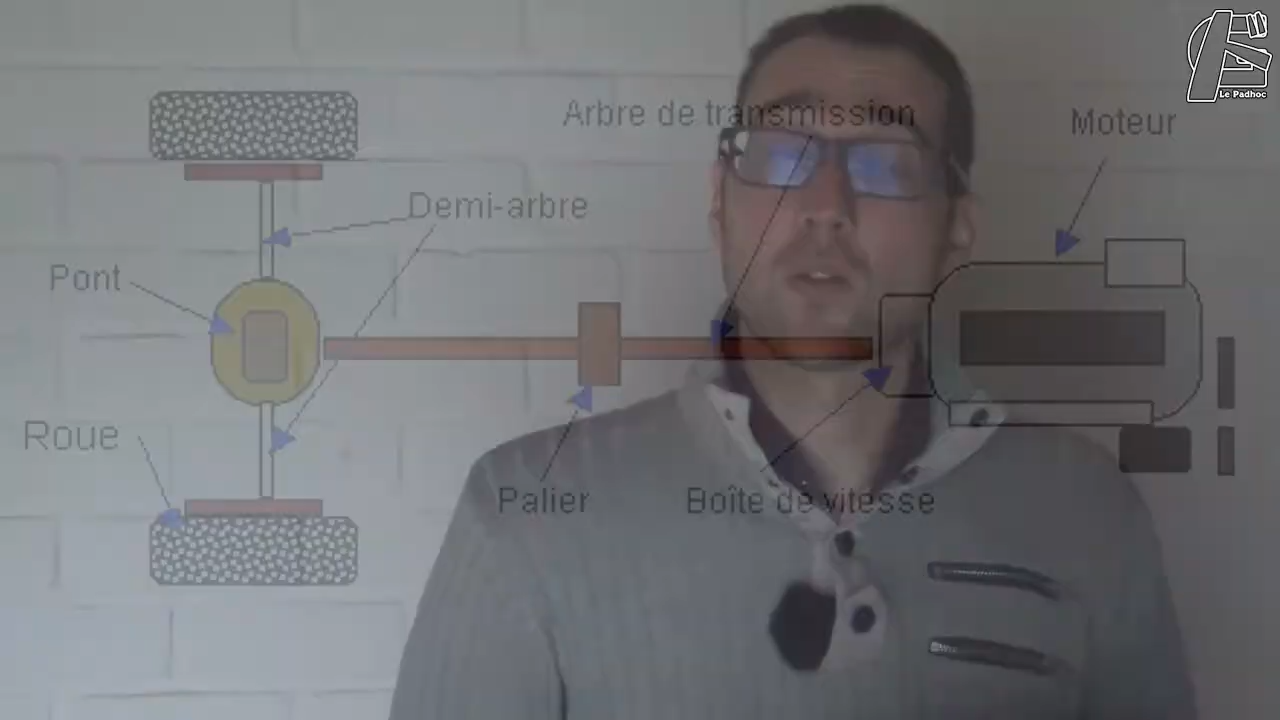 Le Padhoc
Arbre de transmission
Moteur
Demi-arbre
Pont
Roue
Palier
Boîte de vitesse